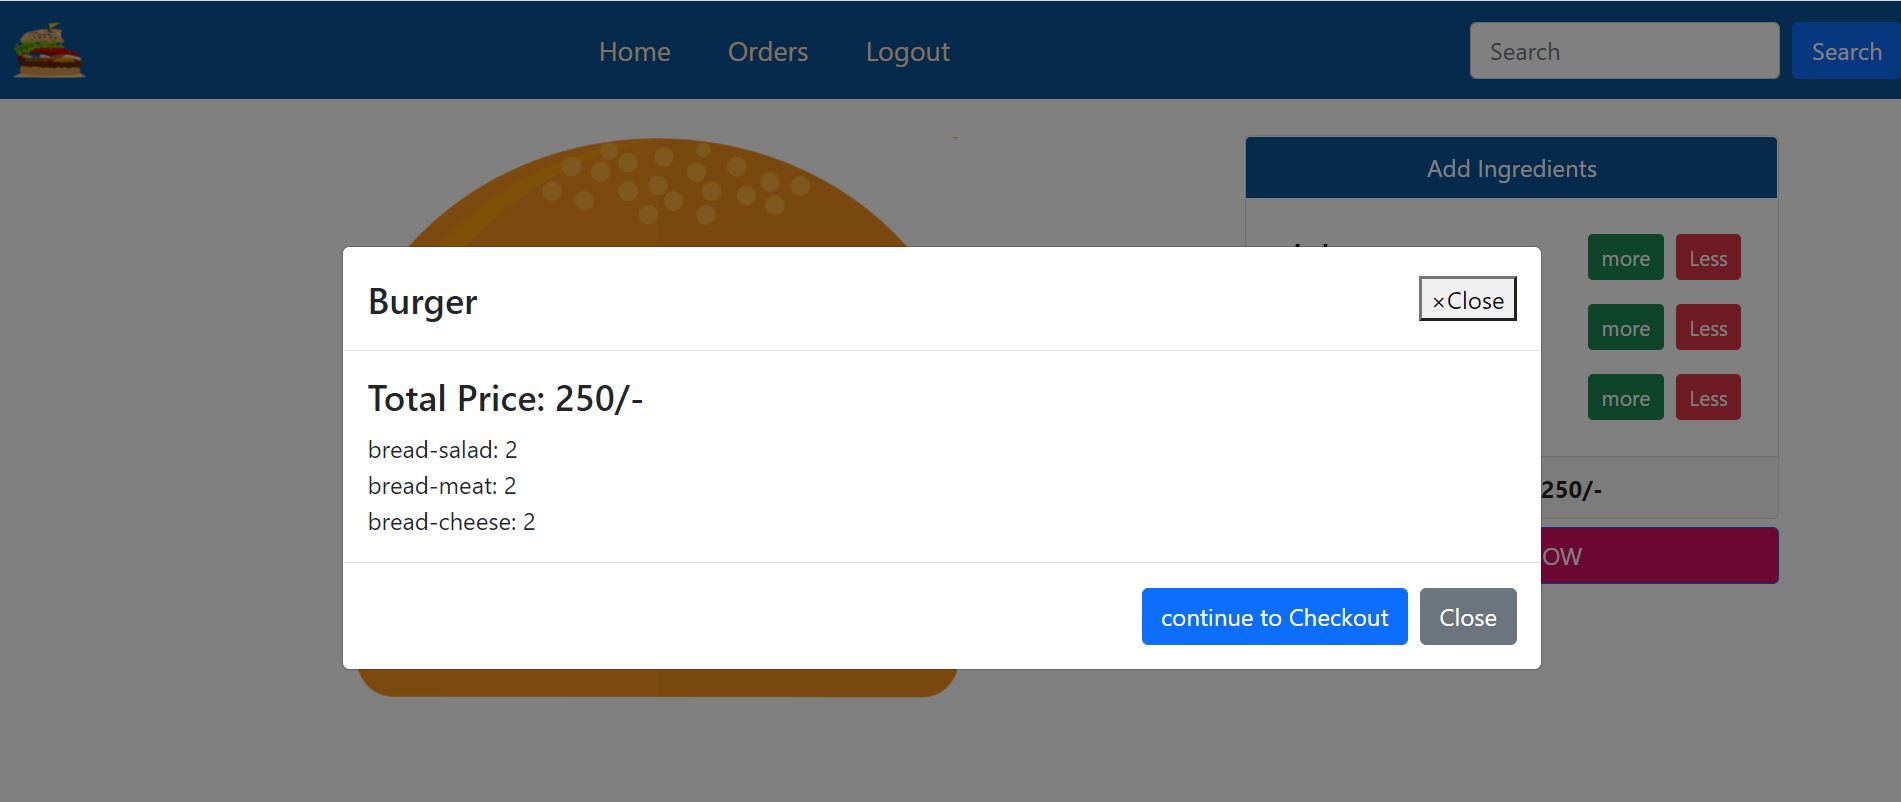 Home Orders Logout Search Search
Add Ingredients
more Less
Burger ×Close
more Less
Total Price: 250/- more Less
bread-salad: 2
bread-meat: 2 250/-
bread-cheese: 2
continue to Checkout Close